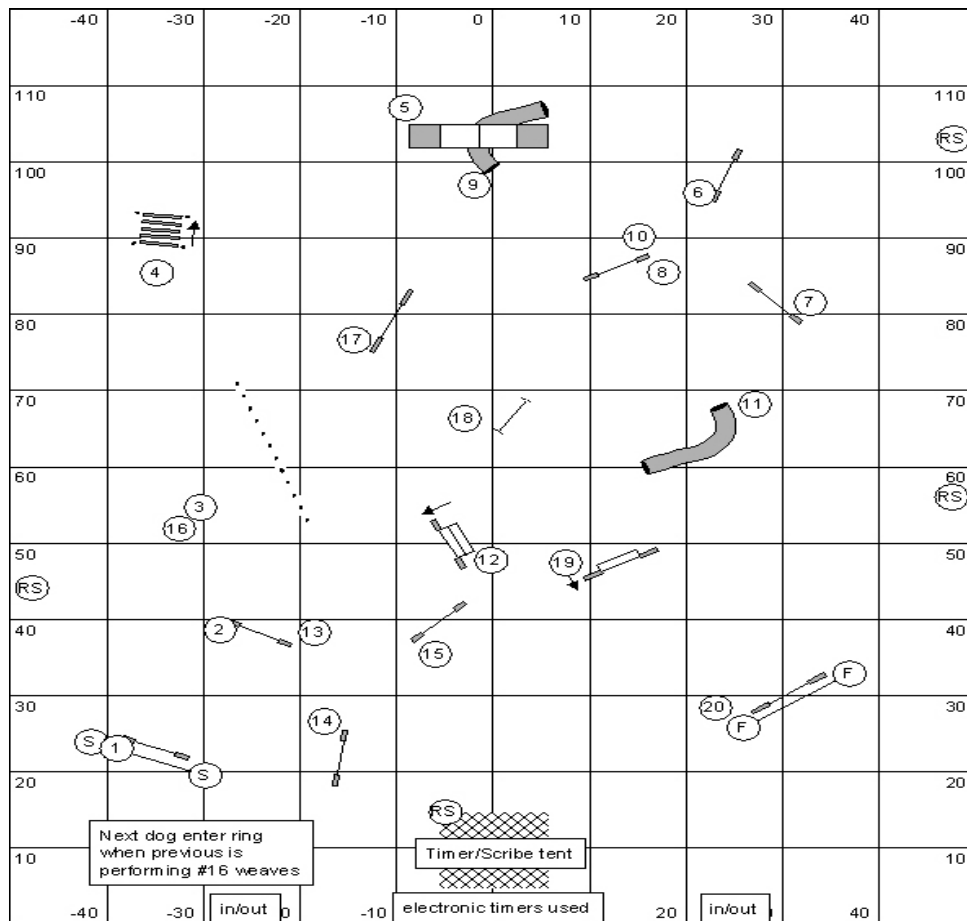 -40 -30 -20 -10 0 10 20 30 40
110 5 110
RS
100 9 6 100
90 10 90
4 8
7
80 17 80
70 18 11 70
60 60
3 RS
16
50 12 19 50
RS
40 2 13 40
15
30 14 20 F F 30
S 1
20 S 20
RS
Next dog enter ring
when previous is
performing #16 weaves
Timer/Scribe tent
10 10
-40 -30 in/out 0 -10 electronic timers used 20 in/out 30 40